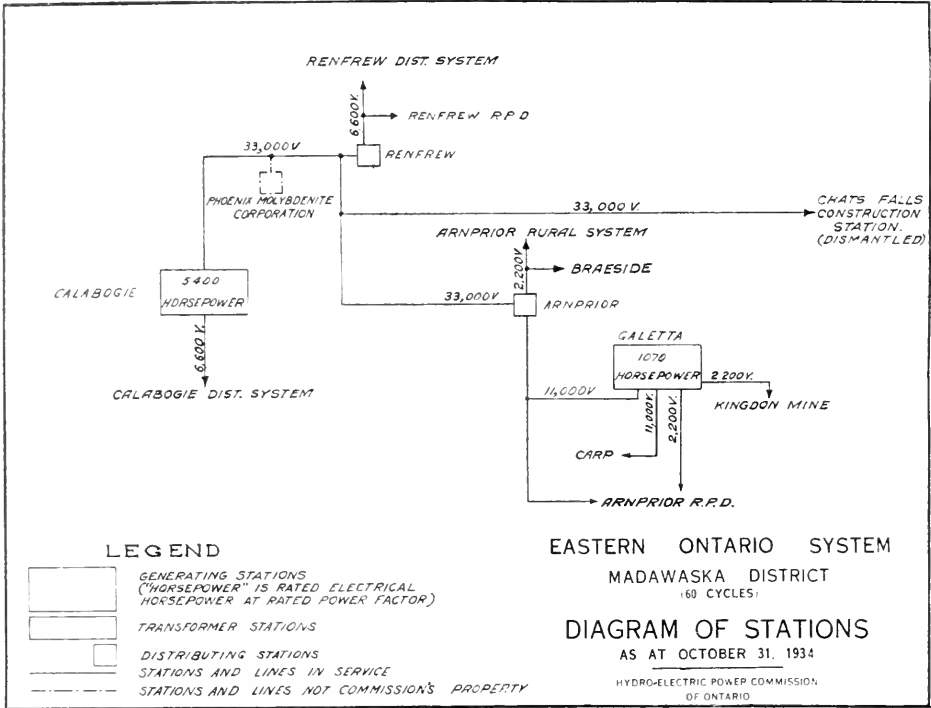 RENFREW DIST. SYSTEM
6,600V.
RENFREW R.P.D
33,000V
RENFREW
PHOENIX MOLYBDENITE
CORPORATION
33,000 V.
CHATS FALLS
CONSTRUCTION
STATION.
(DISMANTLED)
ARNPRIOR RURAL SYSTEM
2,200V.
BRAESIDE
CALABOGIE
5400
HORSEPOWER
33,000V
ARNPRIOR
6,600 V.
CALABOGIE DIST. SYSTEM
GALETTA
1070
HORSEPOWER
2200V.
11,000V
KINGDON MINE
11,000V.
2,200V.
CARP
ARNPRIOR R.P.D.
LEGEND
GENERATING STATIONS
("HORSEPOWER" IS RATED ELECTRICAL
HORSEPOWER AT RATED POWER FACTOR)
TRANSFORMER STATIONS
DISTRIBUTING STATIONS
STATIONS AND LINES IN SERVICE
STATIONS AND LINES NOT COMMISSION'S PROPERTY
EASTERN ONTARIO SYSTEM
MADAWASKA DISTRICT
(60 CYCLES)
DIAGRAM OF STATIONS
AS AT OCTOBER 31, 1934
HYDRO-ELECTRIC POWER COMMISSION
OF ONTARIO